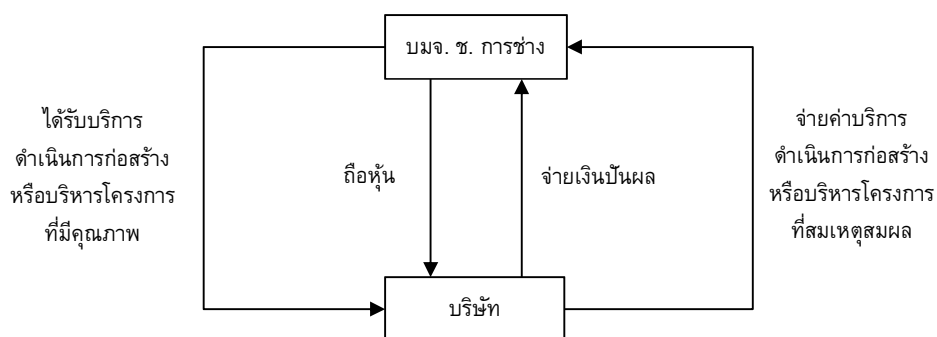 บมจ. ช. การช่าง
ได้รับบริการ
ดำเนินการก่อสร้าง
หรือบริหารโครงการ
ที่มีคุณภาพ
ถือหุ้น
จ่ายเงินปันผล
จ่ายค่าบริการ
ดำเนินการก่อสร้าง
หรือบริหารโครงการ
ที่สมเหตุสมผล
บริษัท